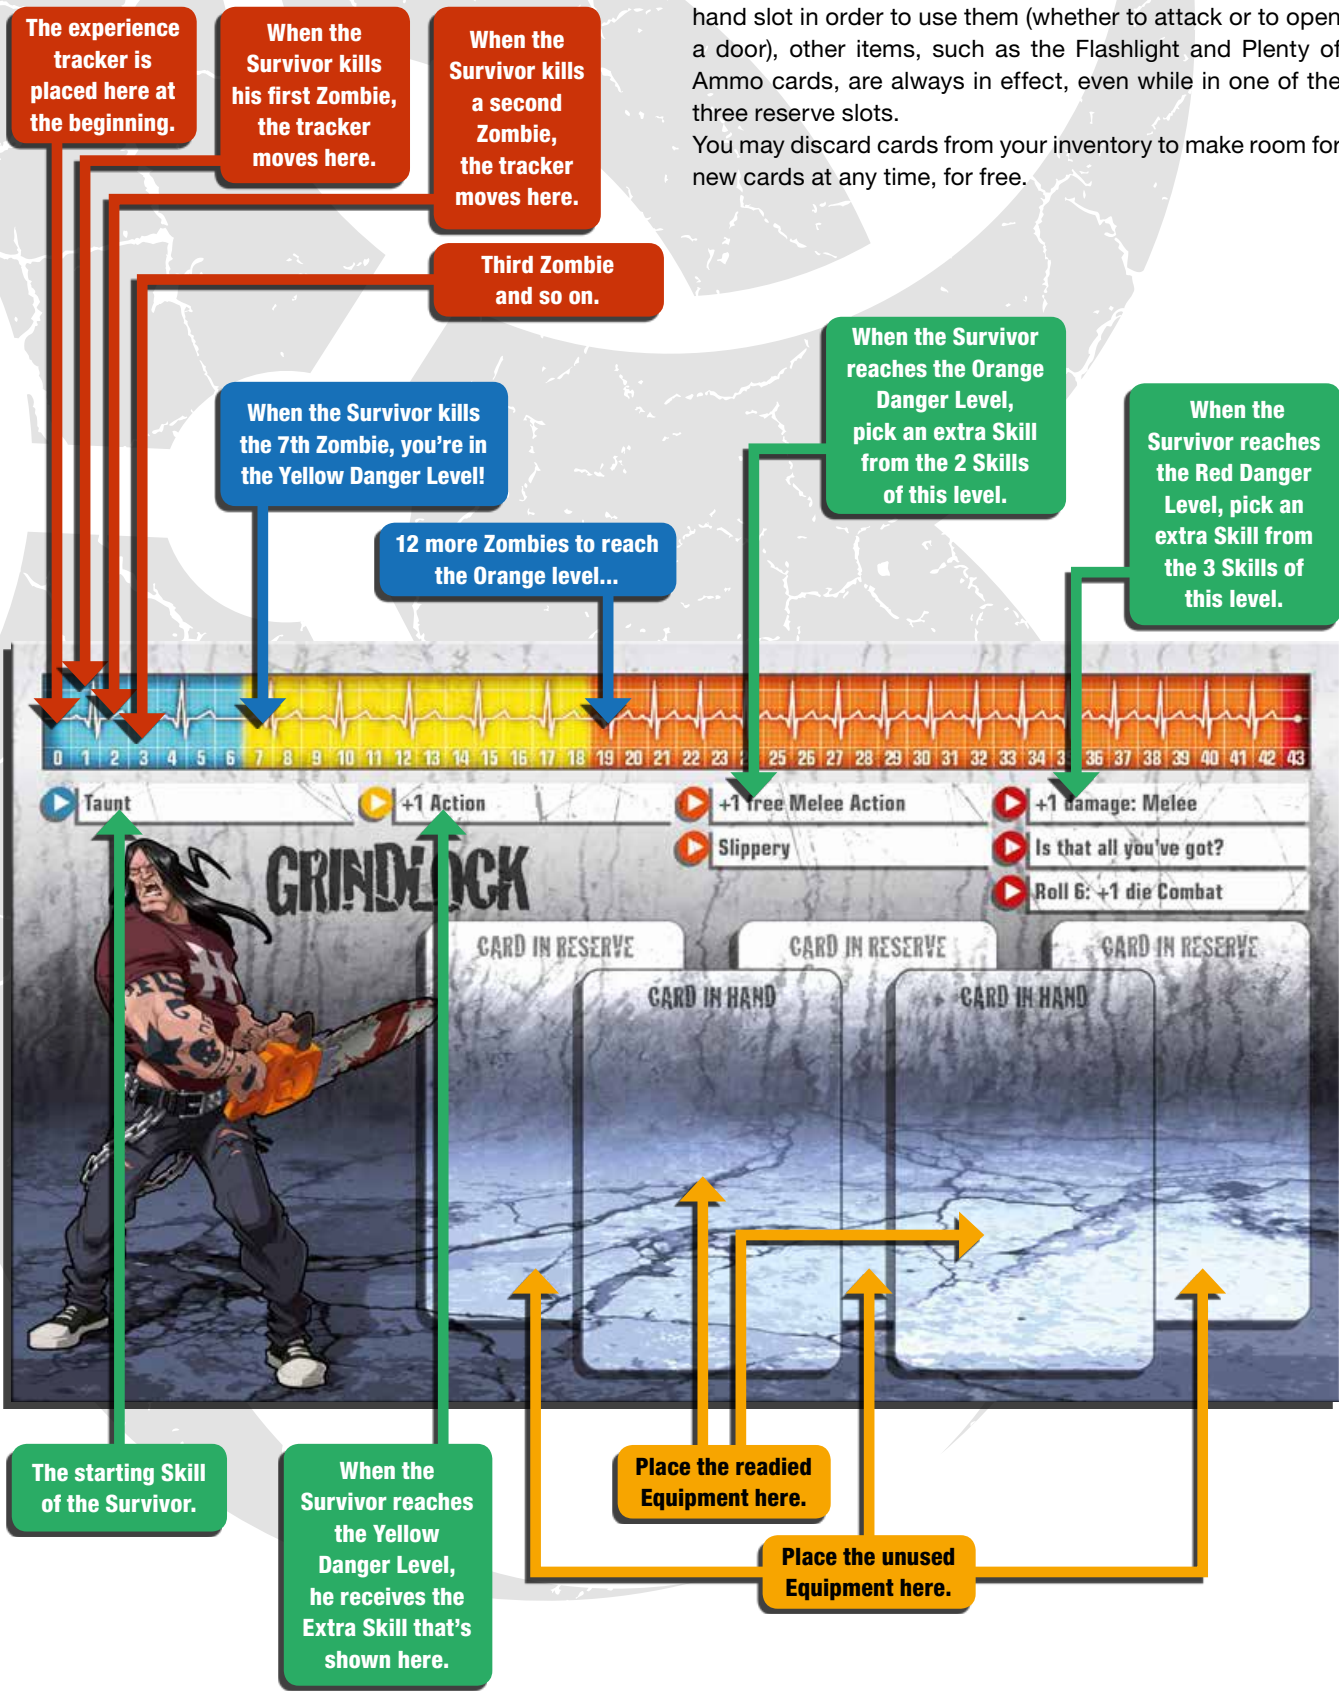 hand slot in order to use them (whether to attack or to open
a door), other items, such as the Flashlight and Plenty of
Ammo cards, are always in effect, even while in one of the
three reserve slots.
You may discard cards from your inventory to make room for
new cards at any time, for free.
The experience
tracker is
placed here at
the beginning.
When the
Survivor kills
his first Zombie,
the tracker
moves here.
When the
Survivor kills
a second
Zombie,
the tracker
moves here.
Third Zombie
and so on.
When the Survivor kills
the 7th Zombie, you're in
the Yellow Danger Level!
12 more Zombies to reach
the Orange level...
When the Survivor
reaches the Orange
Danger Level,
pick an extra Skill
from the 2 Skills
of this level.
When the
Survivor reaches
the Red Danger
Level, pick an
extra Skill from
the 3 Skills of
this level.
0 1 2 3 4 5 6 7 8 9 10 11 12 13 14 15 16 17 18 19 20 21 22 23 25 26 27 28 29 30 31 32 33 34 36 37 38 39 40 41 42 43
Taunt
+1 Action
+1 free Melee Action
Slippery
+1 damage: Melee
Is that all you've got?
Roll 6: +1 die Combat
GRINDLOCK
CARD IN RESERVE
CARD IN RESERVE
CARD IN RESERVE
CARD IN HAND
CARD IN HAND
The starting Skill
of the Survivor.
When the
Survivor reaches
the Yellow
Danger Level,
he receives the
Extra Skill that's
shown here.
Place the readied
Equipment here.
Place the unused
Equipment here.